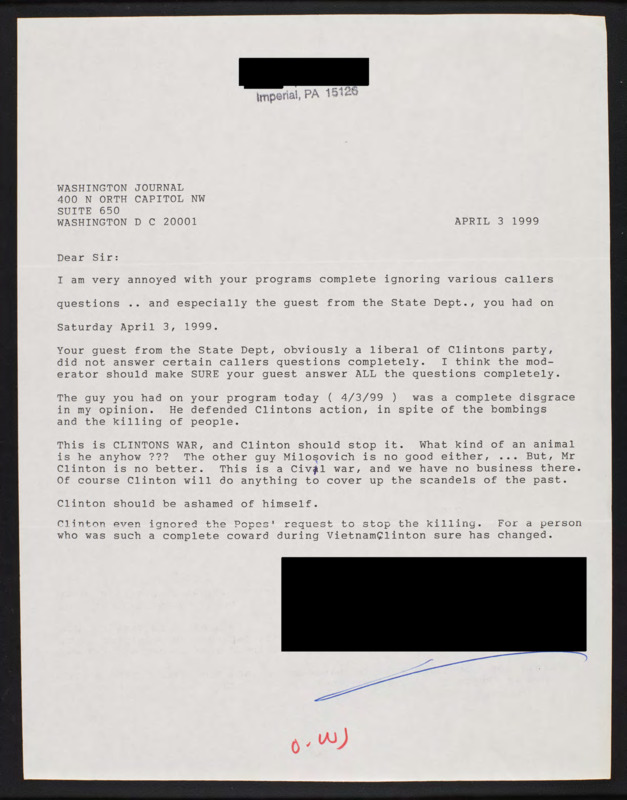 Imperial, PA 15126
WASHINGTON JOURNAL
400 N ORTH CAPITOL NW
SUITE 650
WASHINGTON D C 20001 APRIL 3 1999
Dear Sir:
I am very annoyed with your programs complete ignoring various callers
questions .. and especially the guest from the State Dept., you had on
Saturday April 3, 1999.
Your guest from the State Dept, obviously a liberal of Clintons party,
did not answer certain callers questions completely. I think the mod-
erator should make SURE your guest answer ALL the questions completely.
The guy you had on your program today ( 4/3/99 ) was a complete disgrace
in my opinion. He defended Clintons action, in spite of the bombings
and the killing of people.
This is CLINTONS WAR, and Clinton should stop it. What kind of an animal
is he anyhow ??? The other guy Milosovich is no good either, ... But, Mr
Clinton is no better. This is a Civil war, and we have no business there.
Of course Clinton will do anything to cover up the scandels of the past.
Clinton should be ashamed of himself.
Clinton even ignored the Popes' request to stop the killing. For a person
who was such a complete coward during Vietnam,Clinton sure has changed.
o.WJ